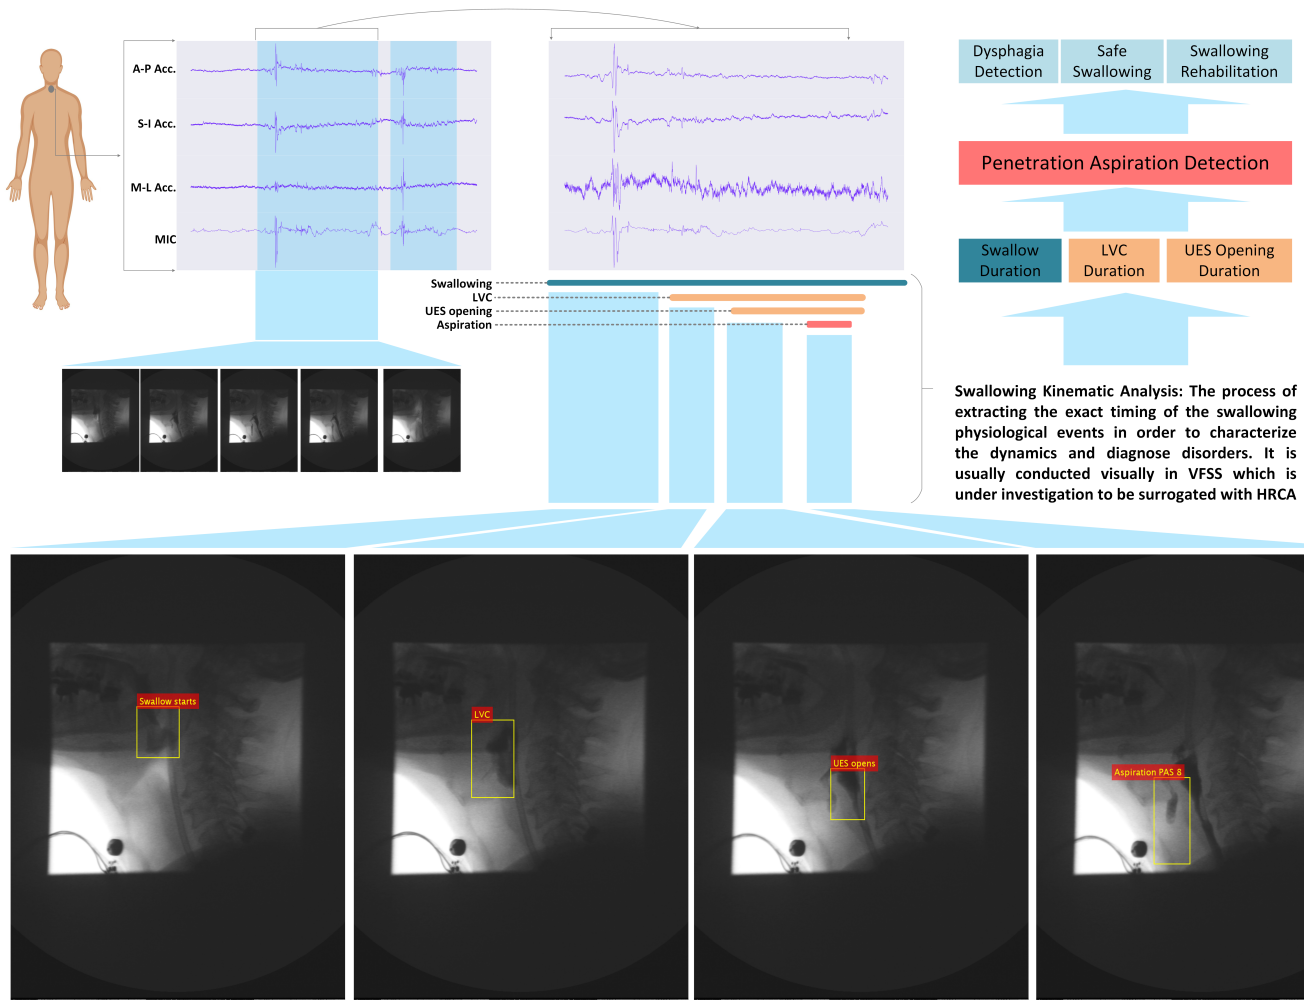 A-P Acc.
S-I Acc.
M-L Acc.
MIC
Swallowing
LVC
UES opening
Aspiration
Dysphagia
Detection
Safe
Swallowing
Swallowing
Rehabilitation
Penetration Aspiration Detection
Swallow
Duration
LVC
Duration
UES Opening
Duration
Swallowing Kinematic Analysis: The process of
extracting the exact timing of the swallowing
physiological events in order to characterize
the dynamics and diagnose disorders. It is
usually conducted visually in VFSS which is
under investigation to be surrogated with HRCA
Swallow starts
LVC
UES opens
Aspiration PAS 8